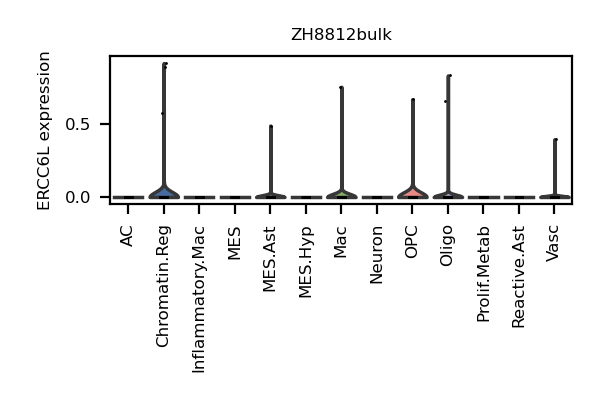 ZH8812bulk
ERCC6L expression
0.5
0.0
AC
Chromatin.Reg
Inflammatory.Mac
MES
MES.Ast
MES.Hyp
Mac
Neuron
OPC
Oligo
Prolif.Metab
Reactive.Ast
Vasc